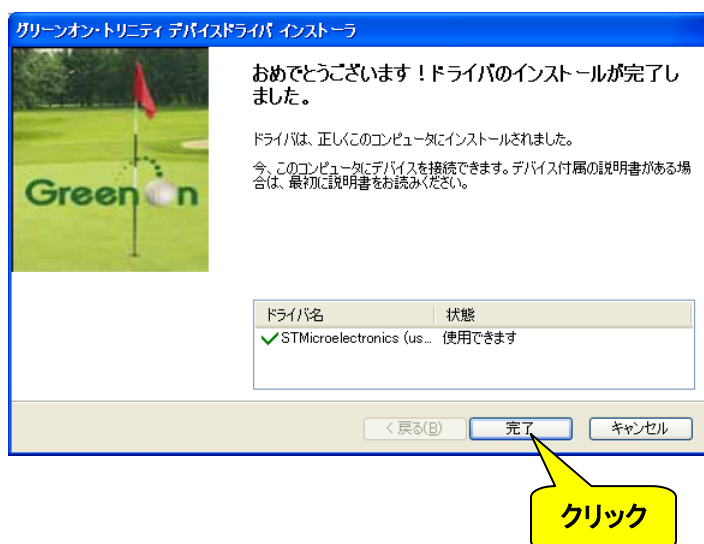 グリーンオン・トリニティ デバイスドライバ インストーラ
おめでとうございます！ドライバのインストールが完了し
ました。
ドライバは、正しくこのコンピュータにインストールされました。
今、このコンピュータにデバイスを接続できます。デバイス付属の説明書がある場
合は、最初に説明書をお読みください。
Green n
ドライバ名 状態
STMicroelectronics (us... 使用できます
< 戻る(B) 完了 キャンセル
クリック